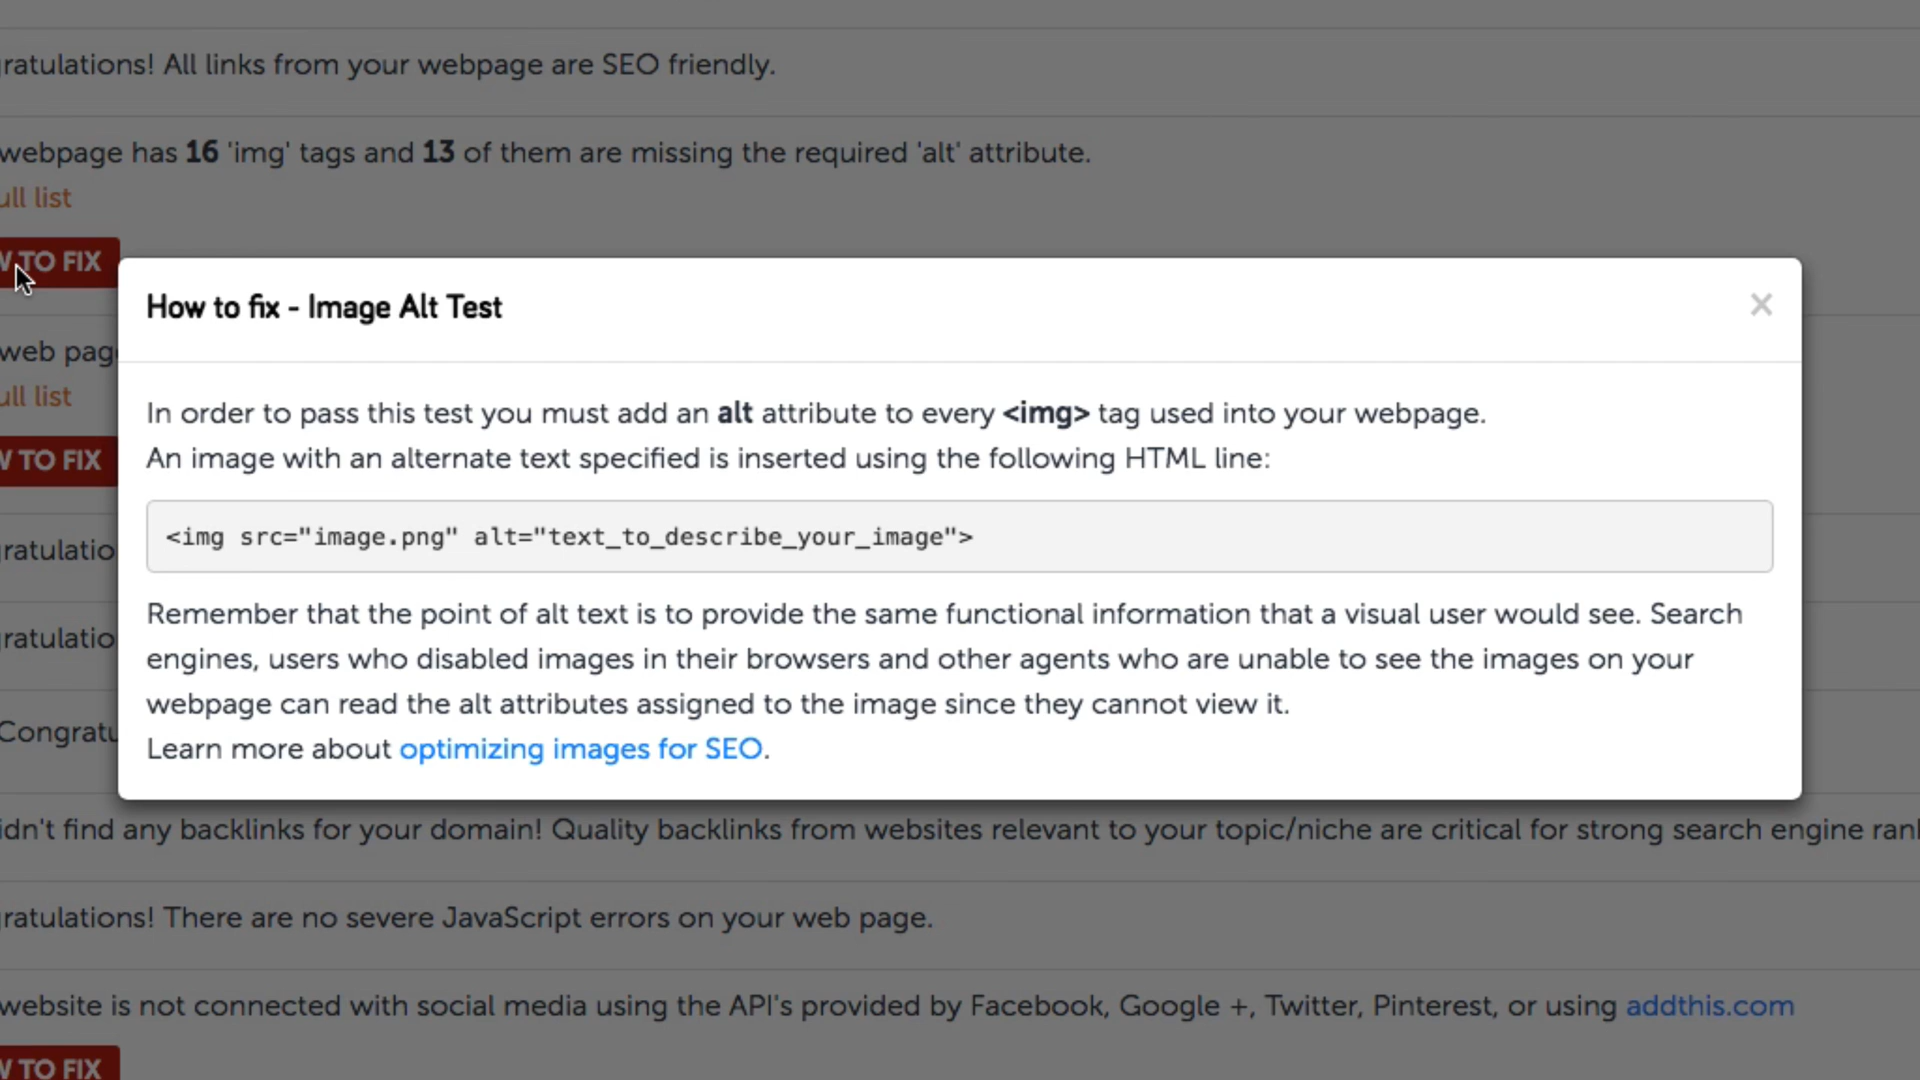 ratulations! All links from your webpage are SEO friendly.
webpage has 16 'img' tags and 13 of them are missing the required 'alt' attribute.
ull list
W TO FIX
How to fix - Image Alt Test
×
web pag
ull list
In order to pass this test you must add an alt attribute to every <img> tag used into your webpage.
W TO FIX
An image with an alternate text specified is inserted using the following HTML line:
<img src="image.png" alt="text_to_describe_your_image">
ratulatio
Remember that the point of alt text is to provide the same functional information that a visual user would see. Search
ratulatio
engines, users who disabled images in their browsers and other agents who are unable to see the images on your
webpage can read the alt attributes assigned to the image since they cannot view it.
Congratu
Learn more about optimizing images for SEO.
idn't find any backlinks for your domain! Quality backlinks from websites relevant to your topic/niche are critical for strong search engine ran
ratulations! There are no severe JavaScript errors on your web page.
website is not connected with social media using the API's provided by Facebook, Google +, Twitter, Pinterest, or using addthis.com
W TO FIX